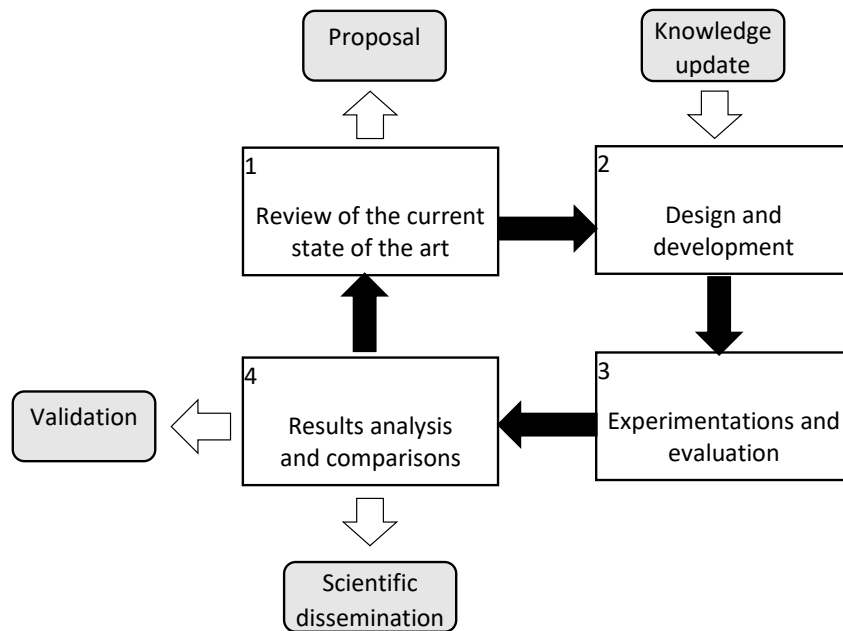 Proposal
Knowledge
update
1
Review of the current
state of the art
2
Design and
development
3
Experimentations and
evaluation
4
Results analysis
and comparisons
Validation
Scientific
dissemination